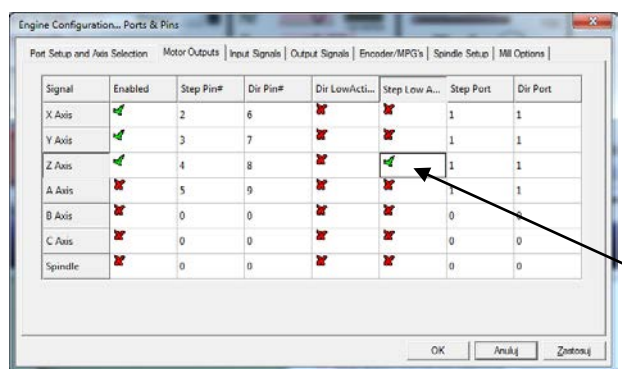 Engine Configuration... Ports & Pins
Port Setup and Axis Selection Motor Outputs Input Signals Output Signals Encoder/MPG's Spindle Setup Mill Options
Signal Enabled Step Pin# Dir Pin# Dir LowActi... Step Low A... Step Port Dir Port
X Axis 2 6 1 1
Y Axis 3 7 1 1
Z Axis 4 8 1 1
A Axis 5 9 1 1
B Axis 0 0 0 0
C Axis 0 0 0 0
Spindle 0 0 0 0
OK Anuluj Zastosuj